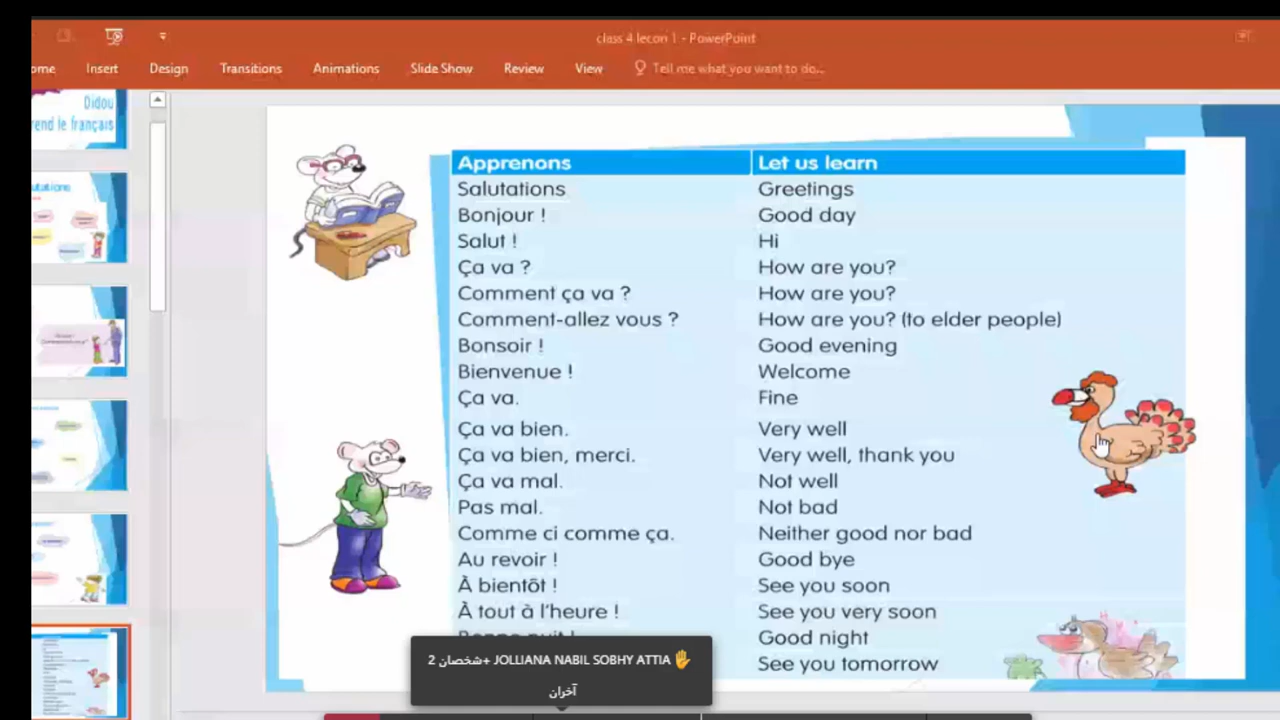 class 4 lecon 1 - PowerPoint
ome Insert Design Transitions Animations Slide Show Review View Tell me what you want to do...
Didou
rend le français
utations
Apprenons Let us learn
Salutations Greetings
Bonjour ! Good day
Salut ! Hi
Ça va ? How are you?
Comment ça va ? How are you?
Comment-allez vous ? How are you? (to elder people)
Bonsoir ! Good evening
Bienvenue ! Welcome
Ça va. Fine
Ça va bien. Very well
Ça va bien, merci. Very well, thank you
Ça va mal. Not well
Pas mal. Not bad
Comme ci comme ça. Neither good nor bad
Au revoir ! Good bye
À bientôt ! See you soon
À tout à l'heure ! See you very soon
Good night
See you tomorrow
JOLLIANA NABIL SOBHY ATTIA +2 شخصان
آخران